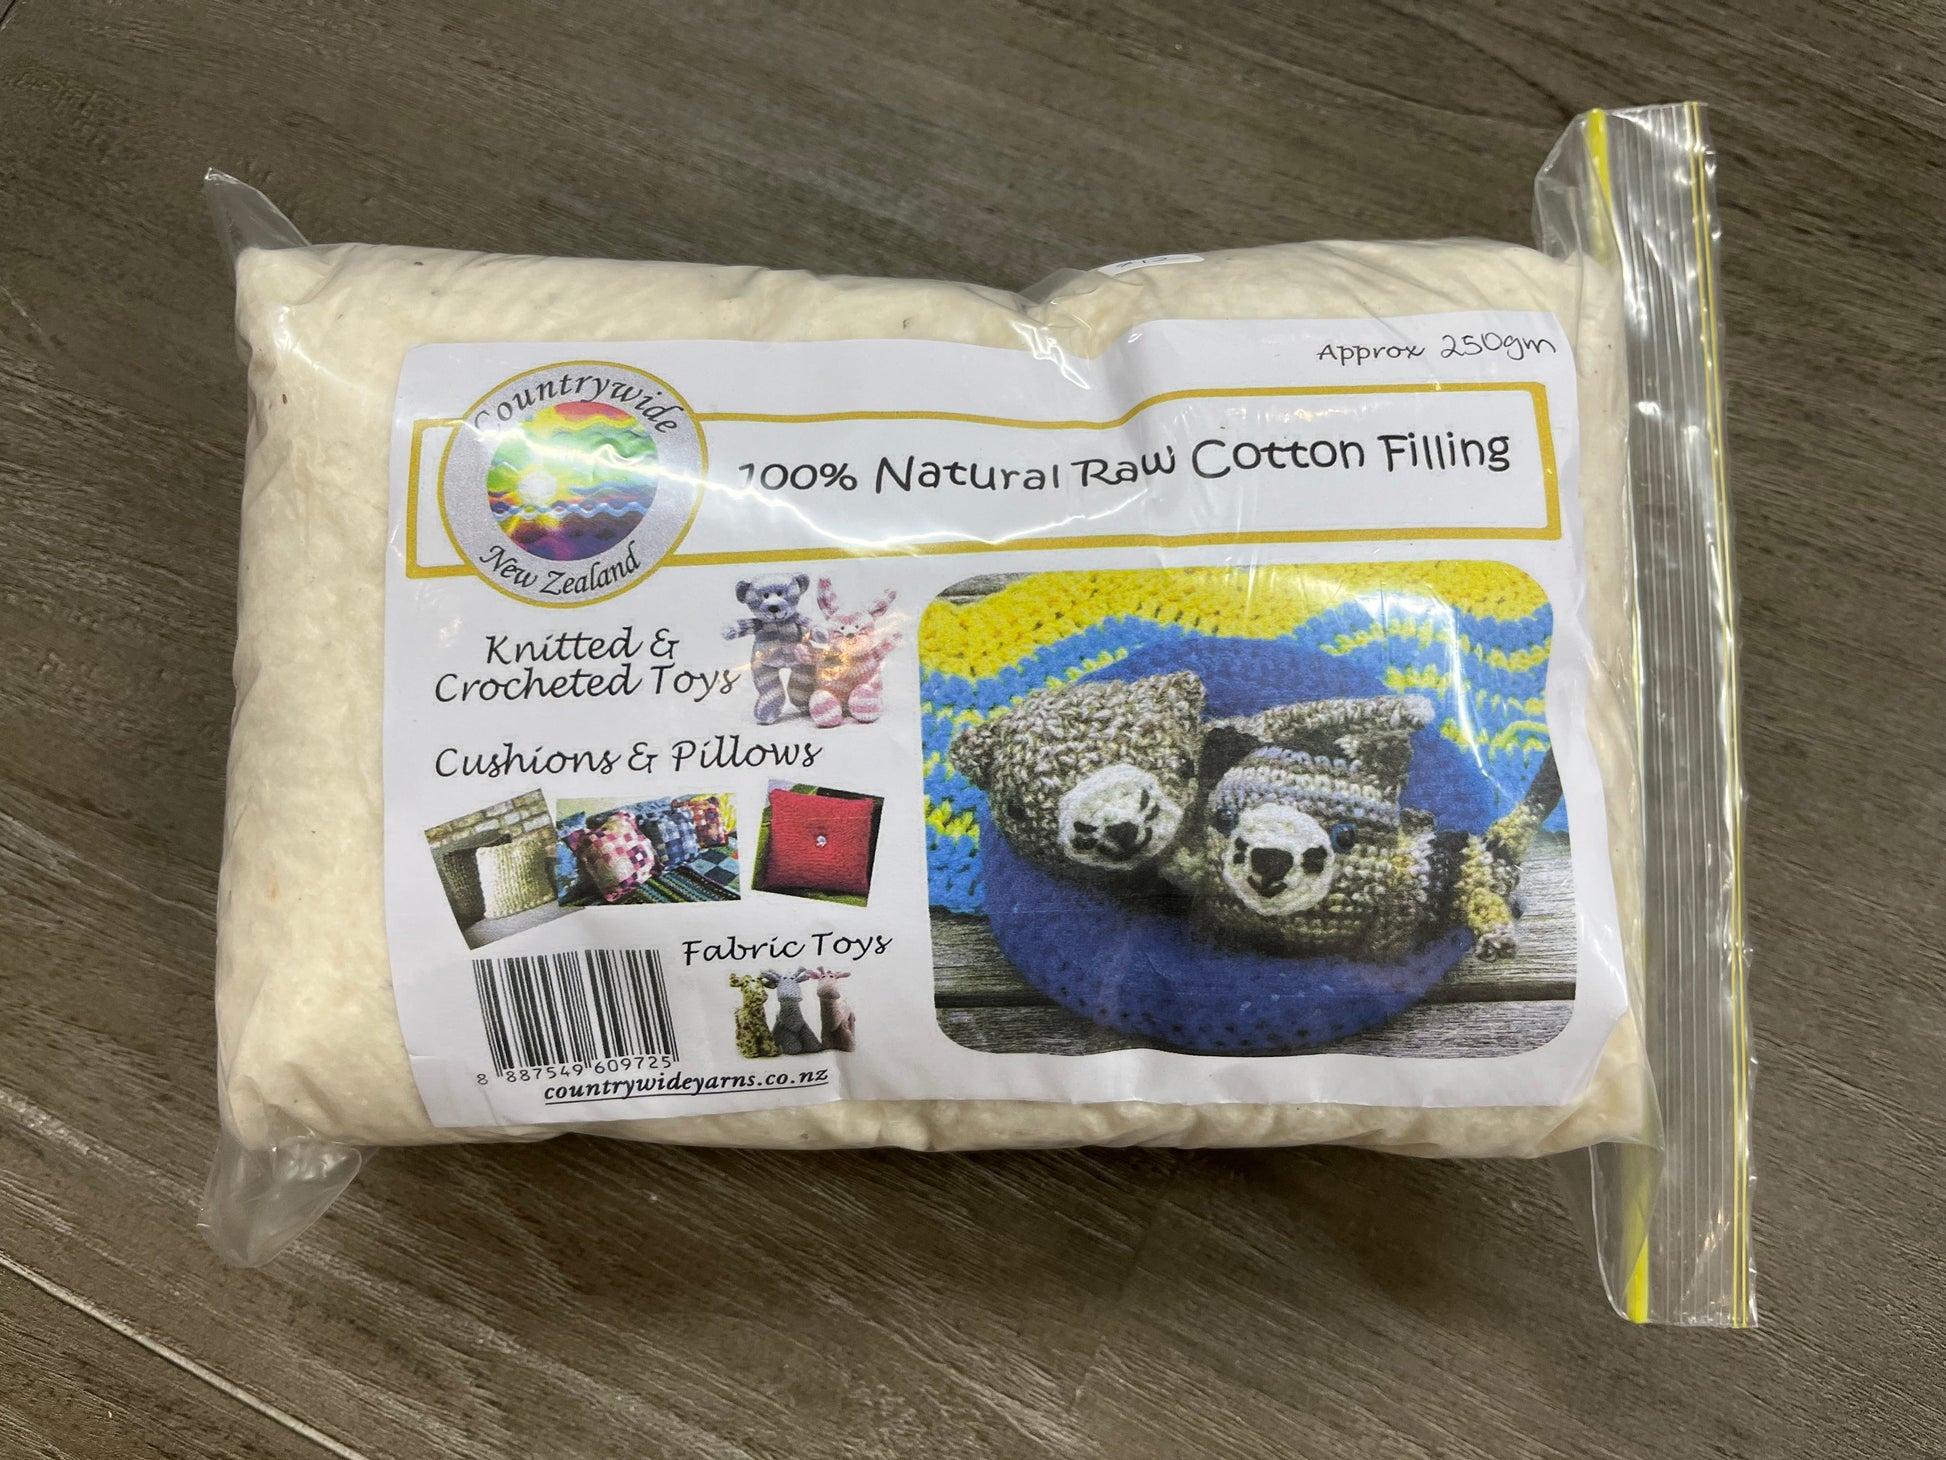 Approx 250gm
Countrywide
New Zealand
100% Natural Raw Cotton Filling
Knitted &
Crocheted Toys
Cushions & Pillows
Fabric Toys
8 887549 609725
countrywideyarns.co.nz